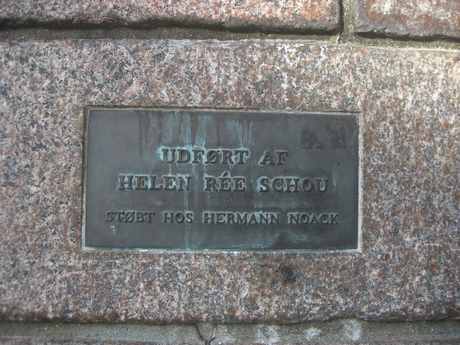 UDFØRT AF
HELEN RÉE SCHOU
STØBT HOS HERMANN NOACK